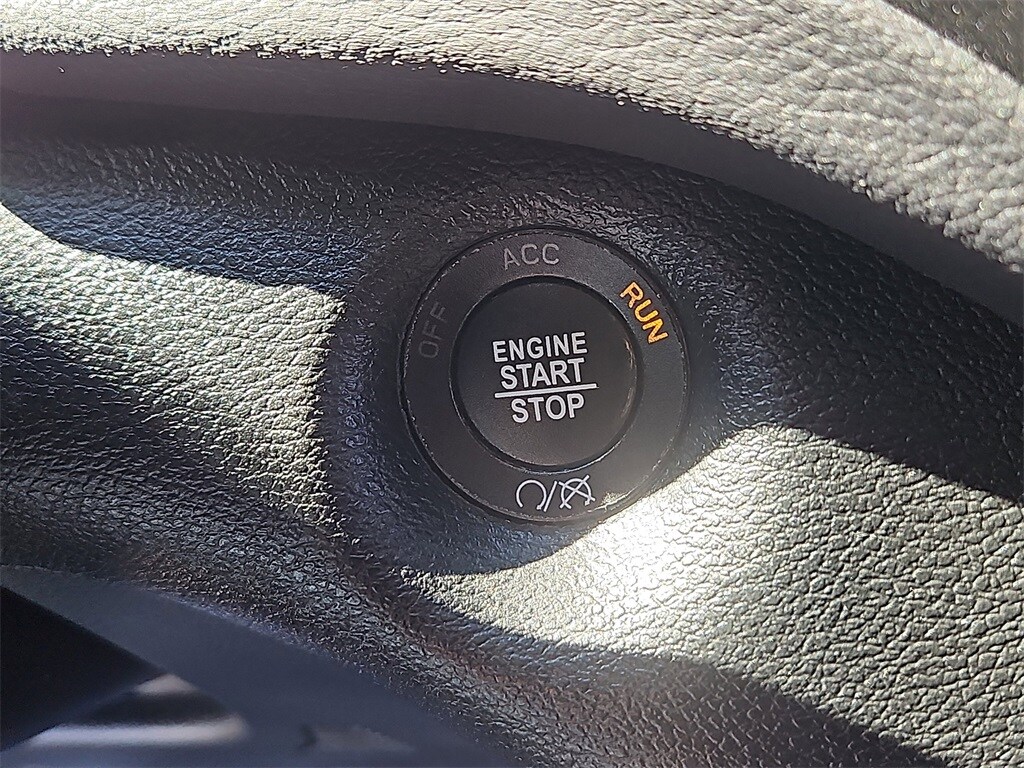 ACC
OFF
RUN
ENGINE
START
STOP